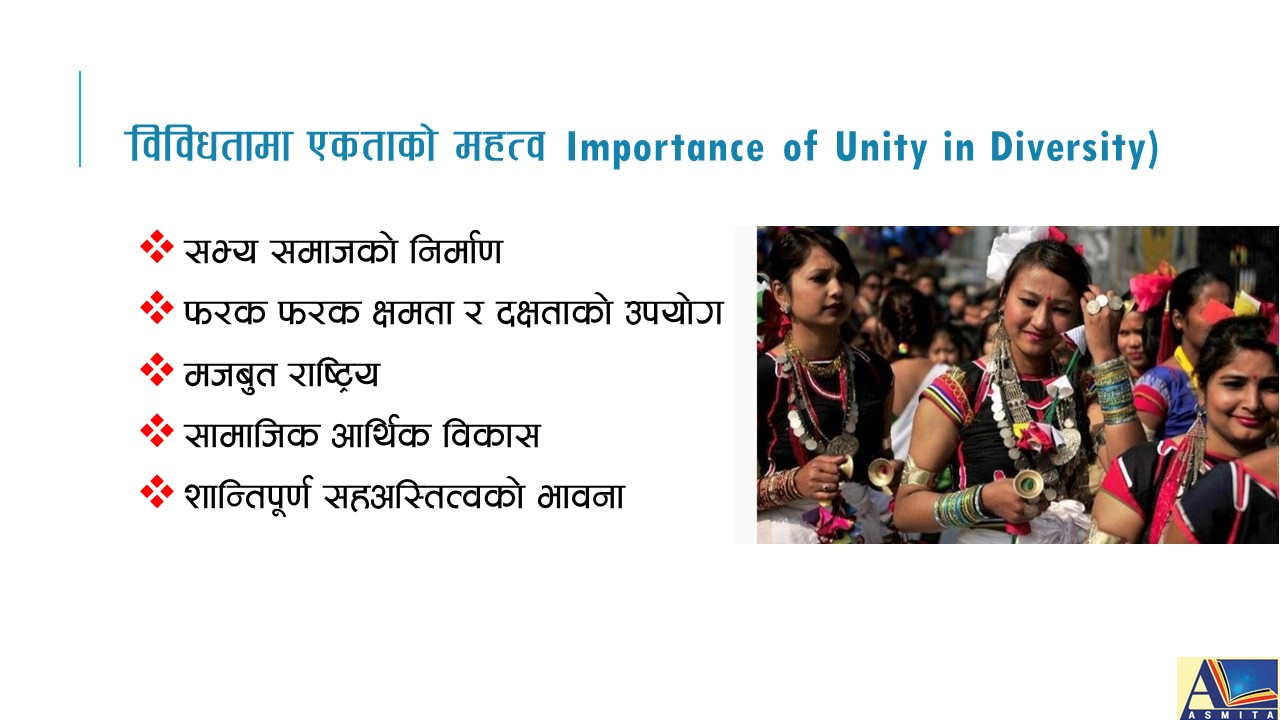 विविधतामा एकताको महत्व Importance of Unity in Diversity)
सभ्य समाजको निर्माण
फरक फरक क्षमता र दक्षताको उपयोग
मजबुत राष्ट्रिय
सामाजिक आर्थिक विकास
शान्तिपूर्ण सहअस्तित्वको भावना
ASMITA